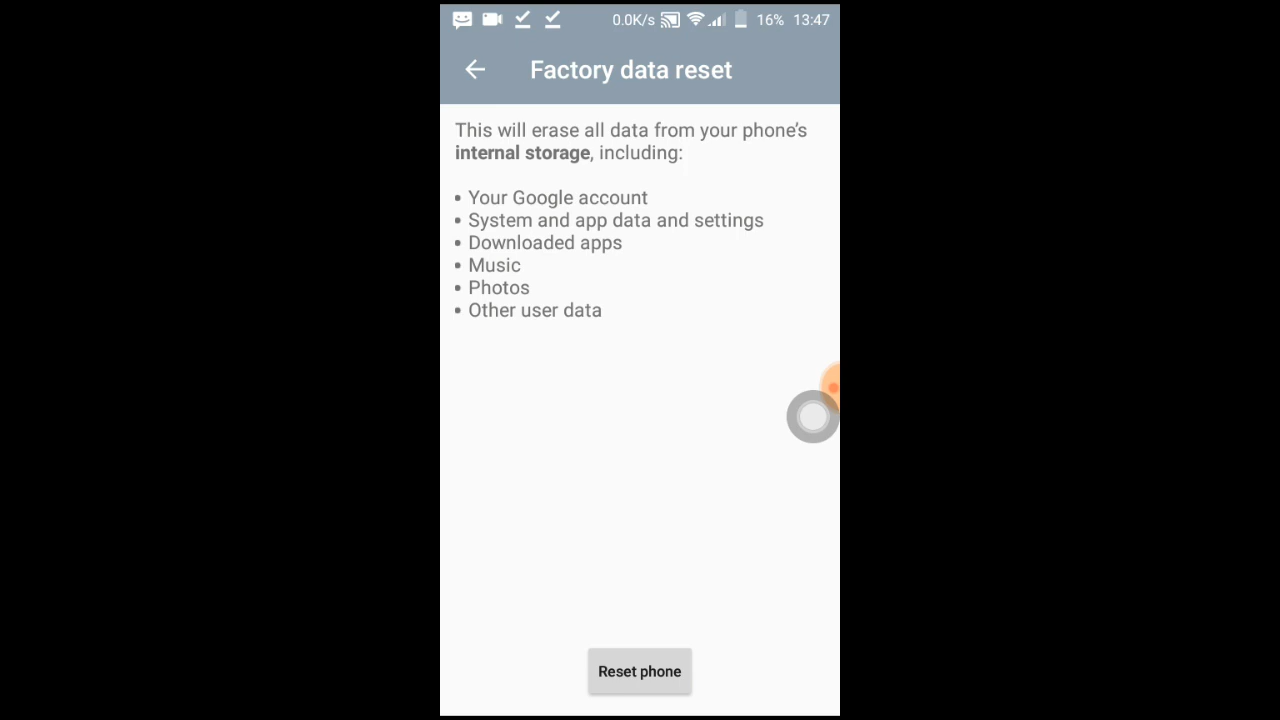 0.0K/s 16% 13:47
Factory data reset
This will erase all data from your phone's
internal storage, including:
• Your Google account
• System and app data and settings
• Downloaded apps
• Music
• Photos
• Other user data
Reset phone